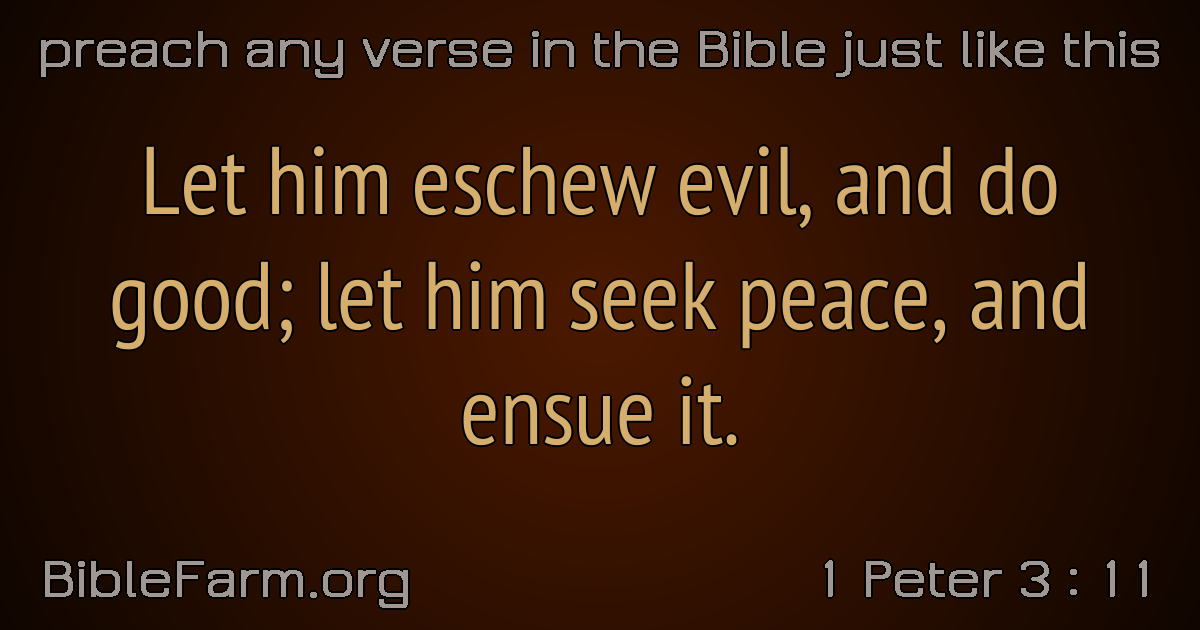 preach any verse in the Bible just like this
Let him eschew evil, and do
good; let him seek peace, and
ensue it.
BibleFarm.org
1 Peter 3 : 11